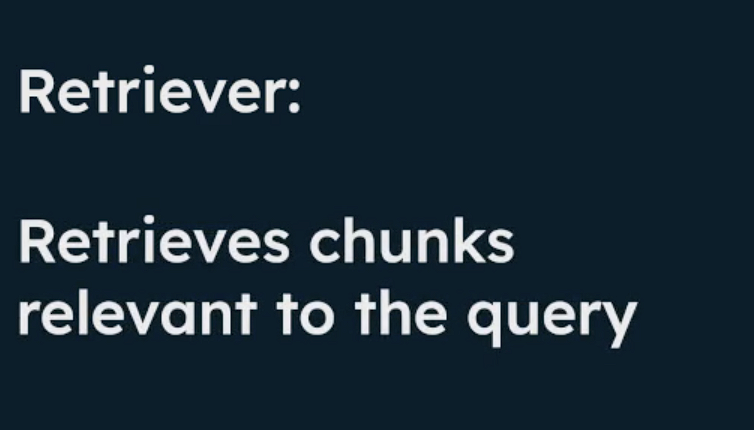 Retriever:
Retrieves chunks
relevant to the query